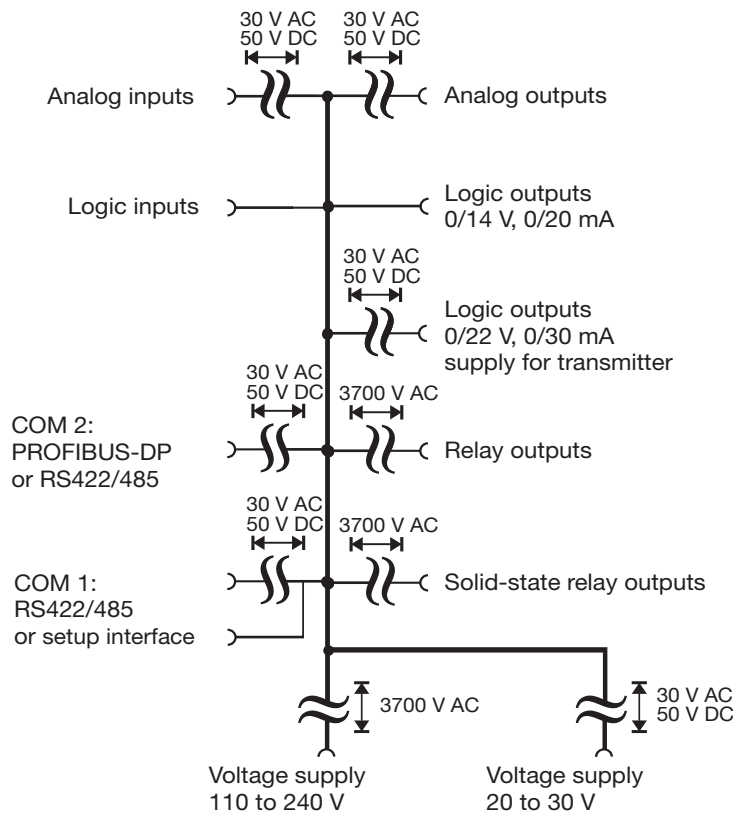 30 V AC
50 V DC
30 V AC
50 V DC
Analog inputs
Analog outputs
Logic inputs
Logic outputs
0/14 V, 0/20 mA
30 V AC
50 V DC
Logic outputs
0/22 V, 0/30 mA
supply for transmitter
30 V AC
50 V DC
3700 V AC
COM 2:
PROFIBUS-DP
or RS422/485
Relay outputs
30 V AC
50 V DC
3700 V AC
COM 1:
RS422/485
or setup interface
Solid-state relay outputs
3700 V AC
30 V AC
50 V DC
Voltage supply
110 to 240 V
Voltage supply
20 to 30 V